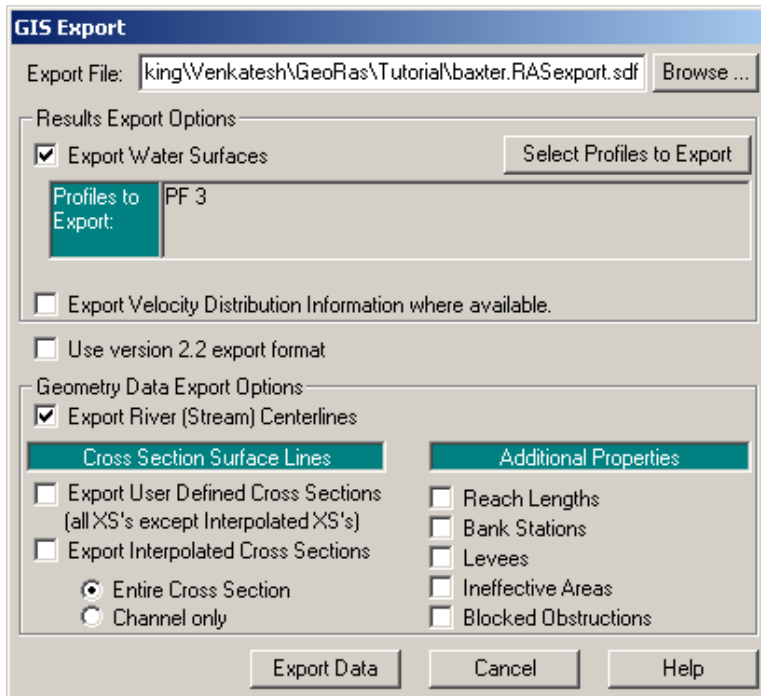 GIS Export
Export File: king\Venkatesh\GeoRas\Tutorial\baxter.RASexport.sdf Browse ...
Results Export Options
Export Water Surfaces Select Profiles to Export
Profiles to Export: PF 3
Export Velocity Distribution Information where available.
Use version 2.2 export format
Geometry Data Export Options
Export River (Stream) Centerlines
Cross Section Surface Lines
Export User Defined Cross Sections
(all XS's except Interpolated XS's)
Export Interpolated Cross Sections
Entire Cross Section
Channel only
Additional Properties
Reach Lengths
Bank Stations
Levees
Ineffective Areas
Blocked Obstructions
Export Data Cancel Help